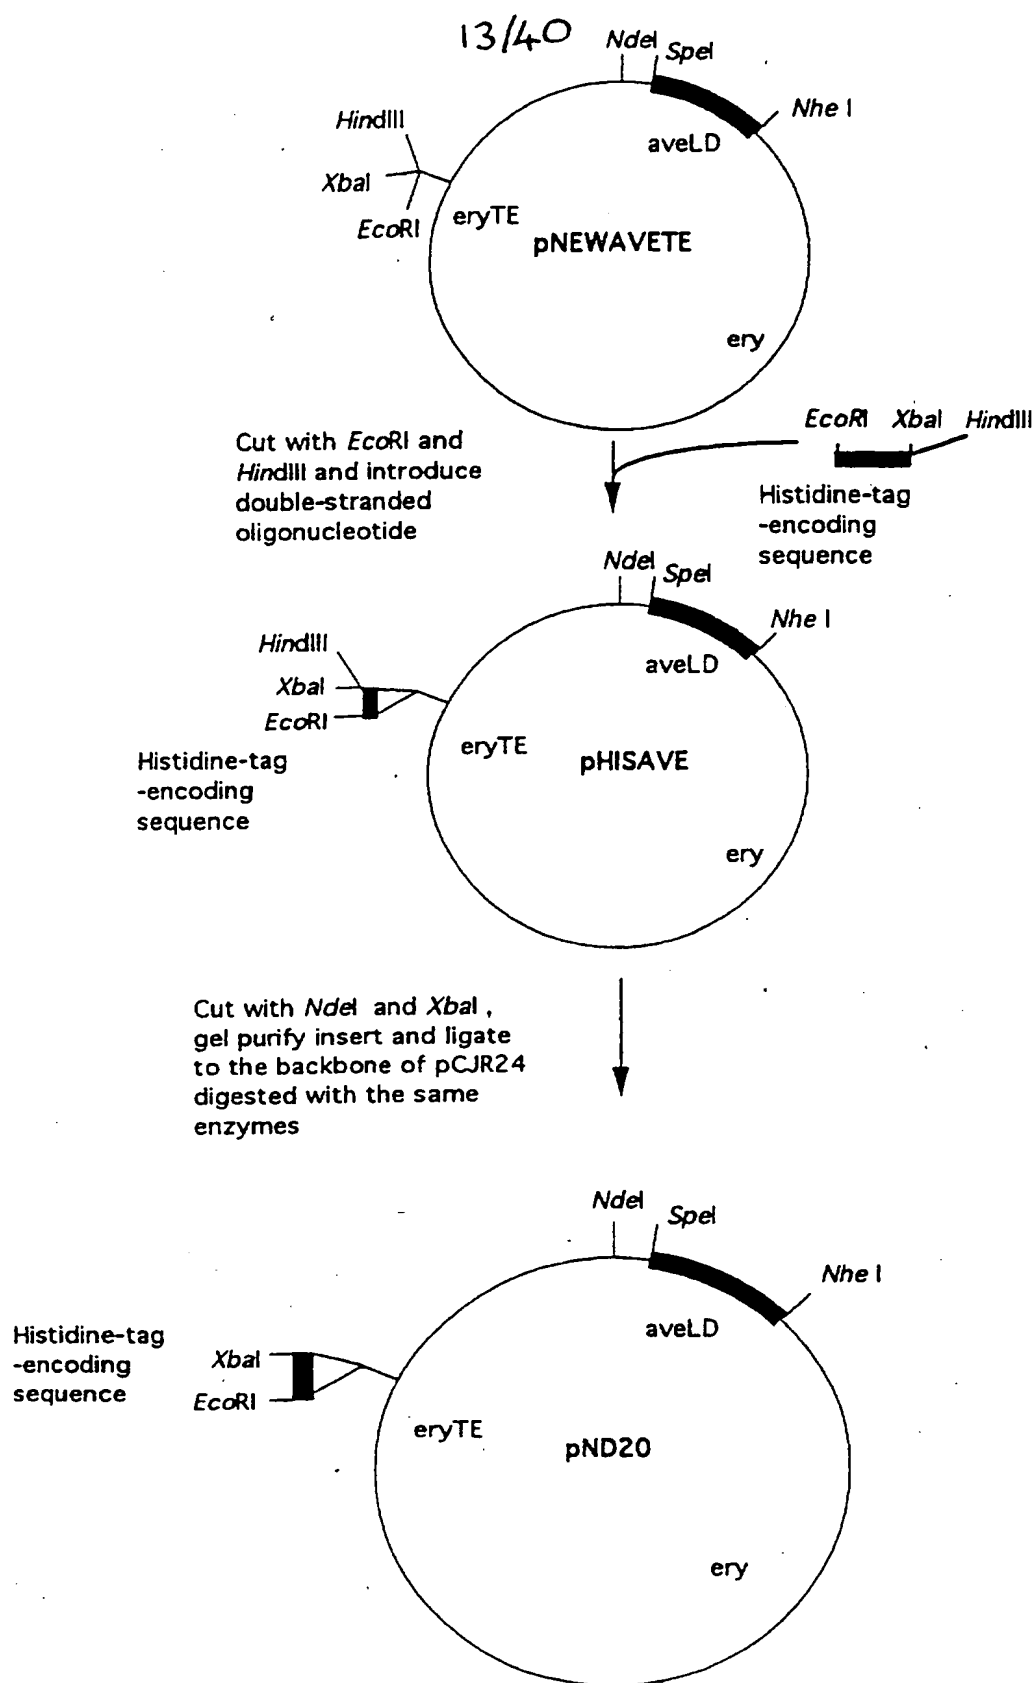 13/40
NdeI SpeI
Nhe I
HindIII
XbaI
EcoRI
aveLD
eryTE
pNEWAVETE
ery
Cut with EcoRI and
HindIII and introduce
double-stranded
oligonucleotide
EcoRI XbaI HindIII
Histidine-tag
-encoding
sequence
NdeI SpeI
Nhe I
HindIII
XbaI
EcoRI
aveLD
eryTE
pHISAVE
Histidine-tag
-encoding
sequence
ery
Cut with NdeI and XbaI ,
gel purify insert and ligate
to the backbone of pCJR24
digested with the same
enzymes
NdeI SpeI
Nhe I
aveLD
Histidine-tag
-encoding
sequence
XbaI
EcoRI
eryTE
pND20
ery